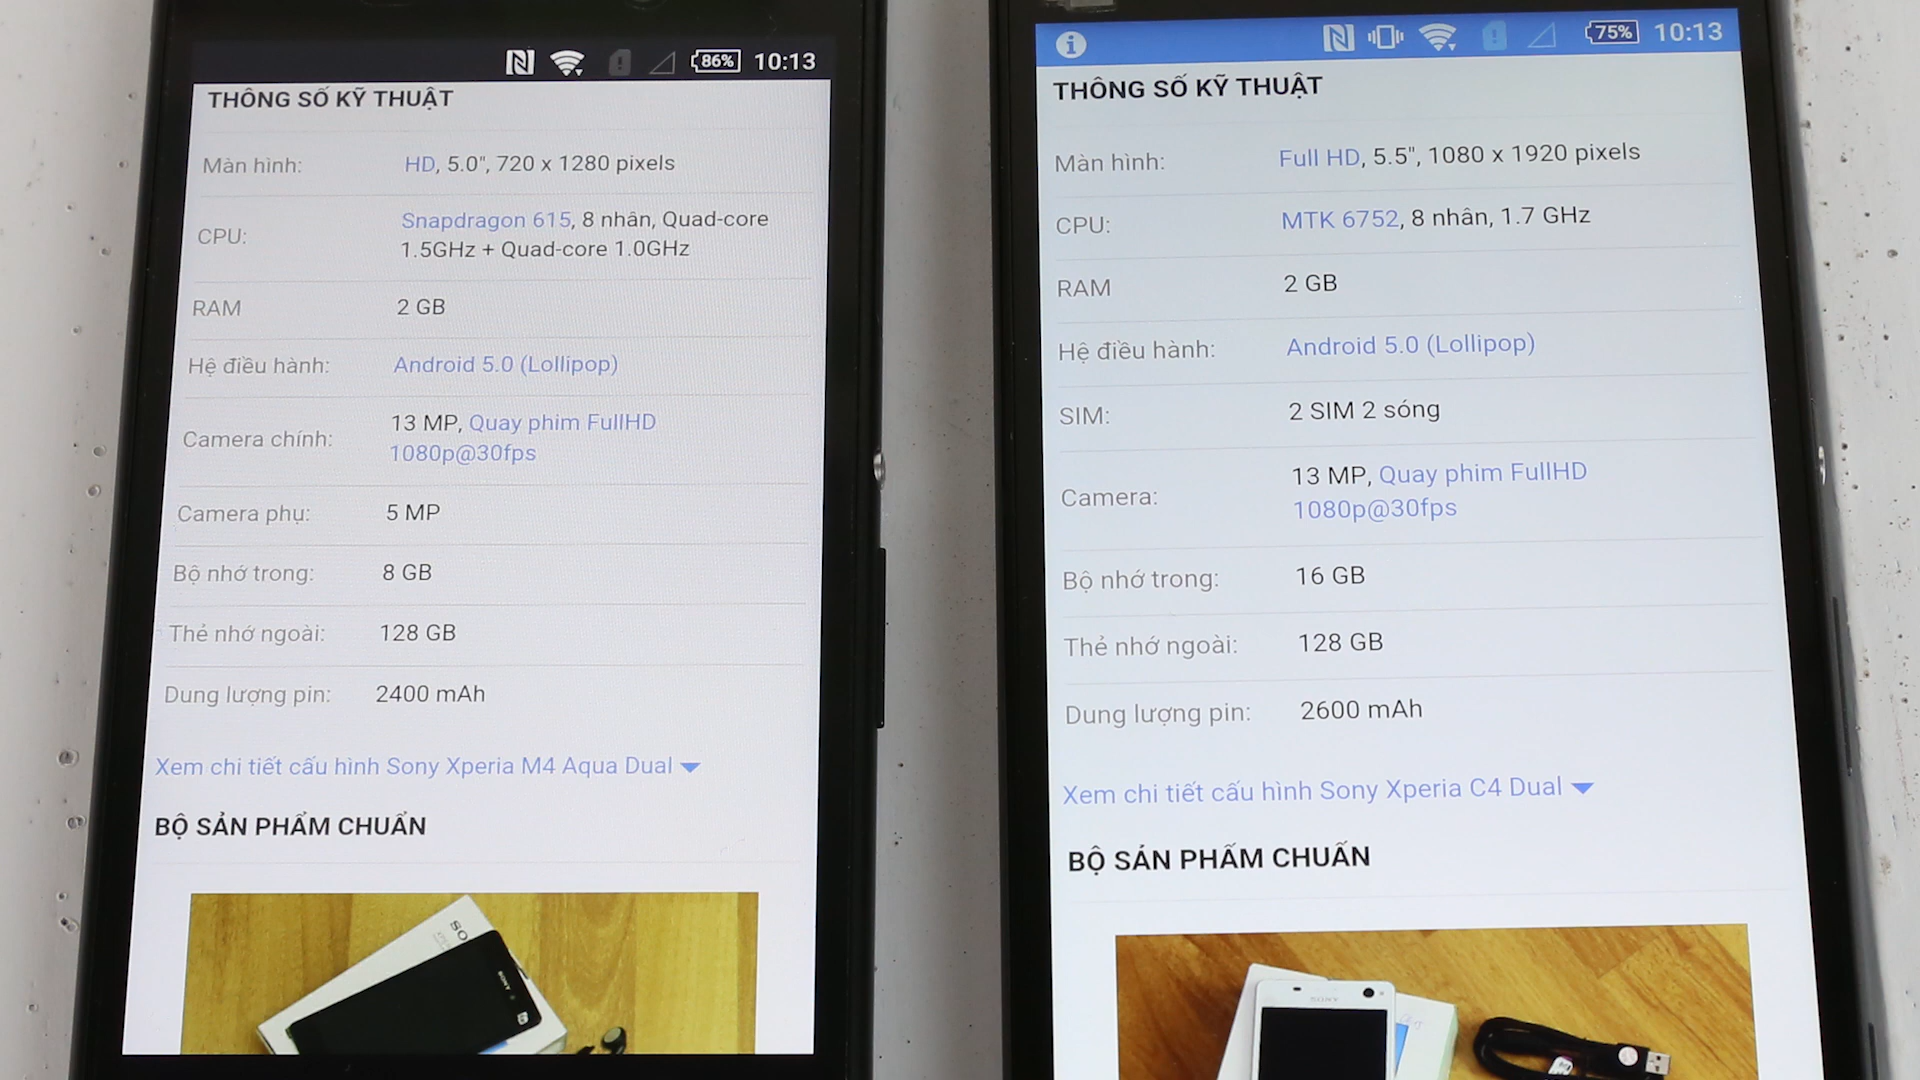 86% 10:13
THÔNG SỐ KỸ THUẬT
Màn hình: HD, 5.0", 720 x 1280 pixels
CPU: Snapdragon 615, 8 nhân, Quad-core
1.5GHz + Quad-core 1.0GHz
RAM 2 GB
Hệ điều hành: Android 5.0 (Lollipop)
Camera chính: 13 MP, Quay phim FullHD
1080p@30fps
Camera phụ: 5 MP
Bộ nhớ trong: 8 GB
Thẻ nhớ ngoài: 128 GB
Dung lượng pin: 2400 mAh
Xem chi tiết cấu hình Sony Xperia M4 Aqua Dual
BỘ SẢN PHẨM CHUẨN
SONY
75% 10:13
THÔNG SỐ KỸ THUẬT
Màn hình: Full HD, 5.5", 1080 x 1920 pixels
CPU: MTK 6752, 8 nhân, 1.7 GHz
RAM 2 GB
Hệ điều hành: Android 5.0 (Lollipop)
SIM: 2 SIM 2 sóng
Camera: 13 MP, Quay phim FullHD
1080p@30fps
Bộ nhớ trong: 16 GB
Thẻ nhớ ngoài: 128 GB
Dung lượng pin: 2600 mAh
Xem chi tiết cấu hình Sony Xperia C4 Dual
BỘ SẢN PHẨM CHUẨN
SONY